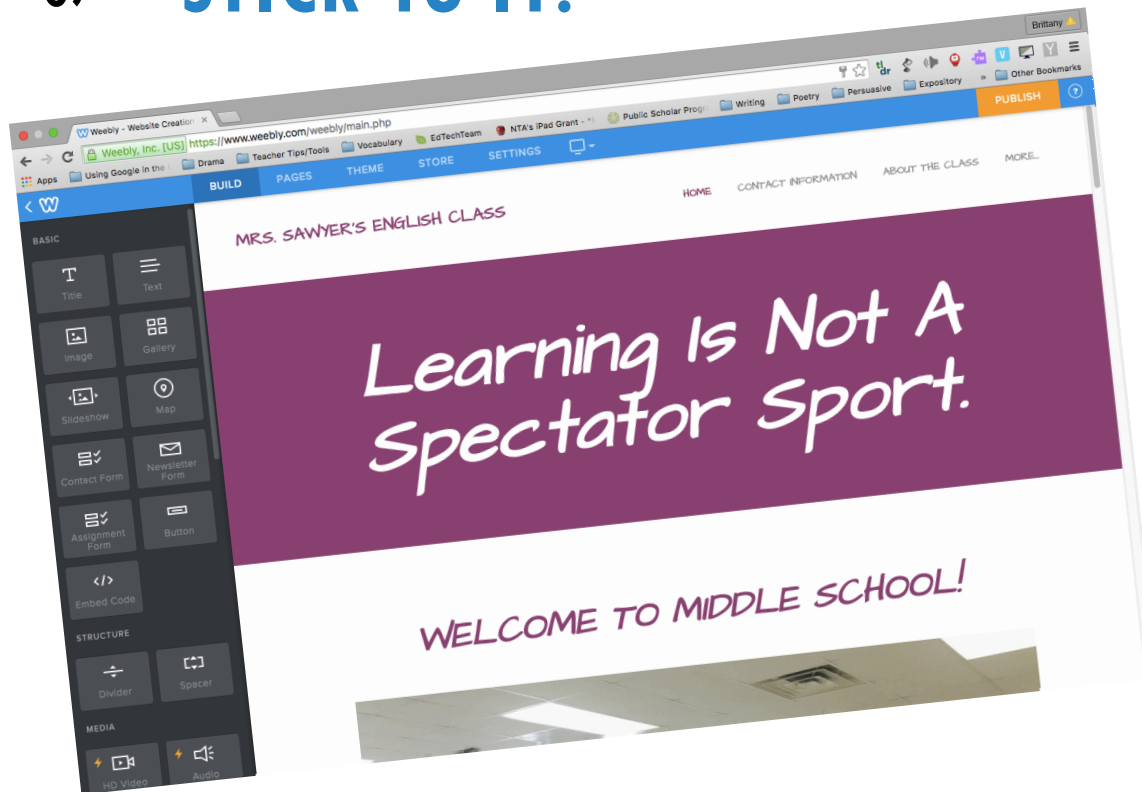 STICK TO IT!
Brittany
Weebly - Website Creation
Weebly, Inc. [US] https://www.weebly.com/weebly/main.php
Apps Using Google in the Drama Teacher Tips/Tools Vocabulary EdTechTeam NTA's iPad Grant - Public Scholar Progr Writing Poetry Persuasive Expository » Other Bookmarks
BUILD PAGES THEME STORE SETTINGS PUBLISH ?
MRS. SAWYER'S ENGLISH CLASS
HOME CONTACT INFORMATION ABOUT THE CLASS MORE...
BASIC
Title Text
Image Gallery
Slideshow Map
Contact Form Newsletter Form
Assignment Form Button
Embed Code
STRUCTURE
Divider Spacer
MEDIA
HD Video Audio
Learning Is Not A
Spectator Sport.
WELCOME TO MIDDLE SCHOOL!